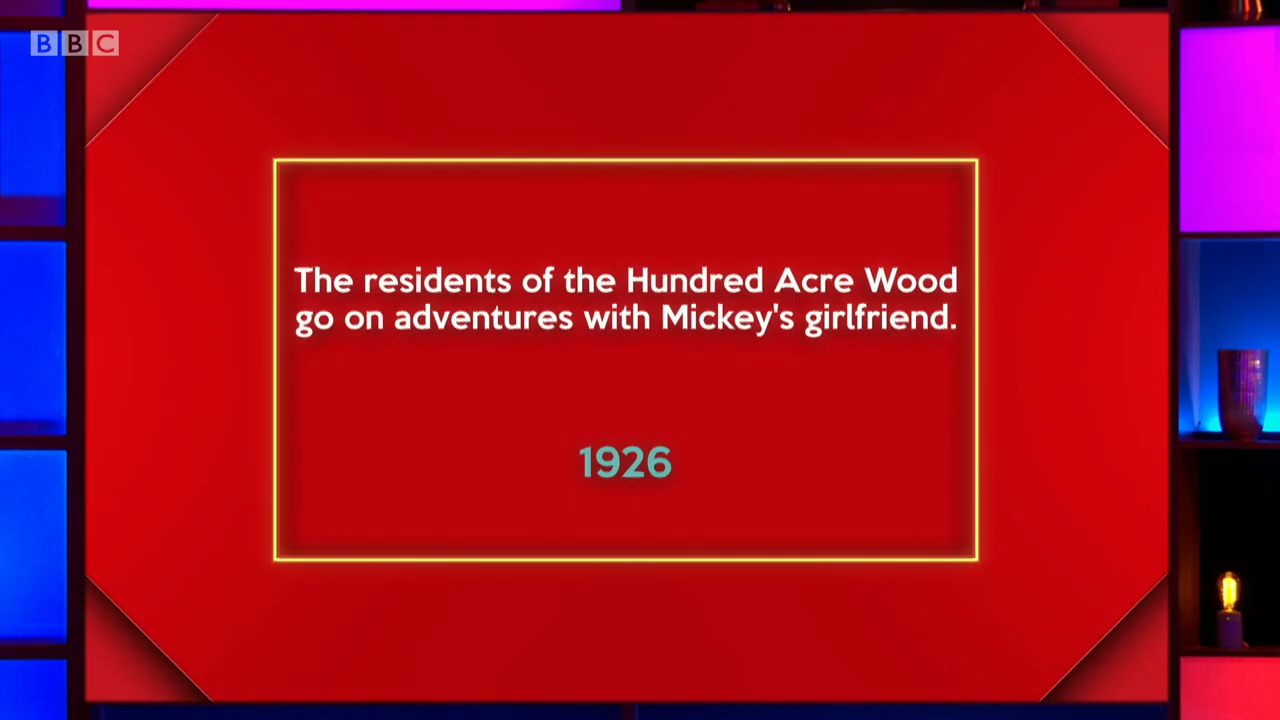 BBC
The residents of the Hundred Acre Wood
go on adventures with Mickey's girlfriend.
1926